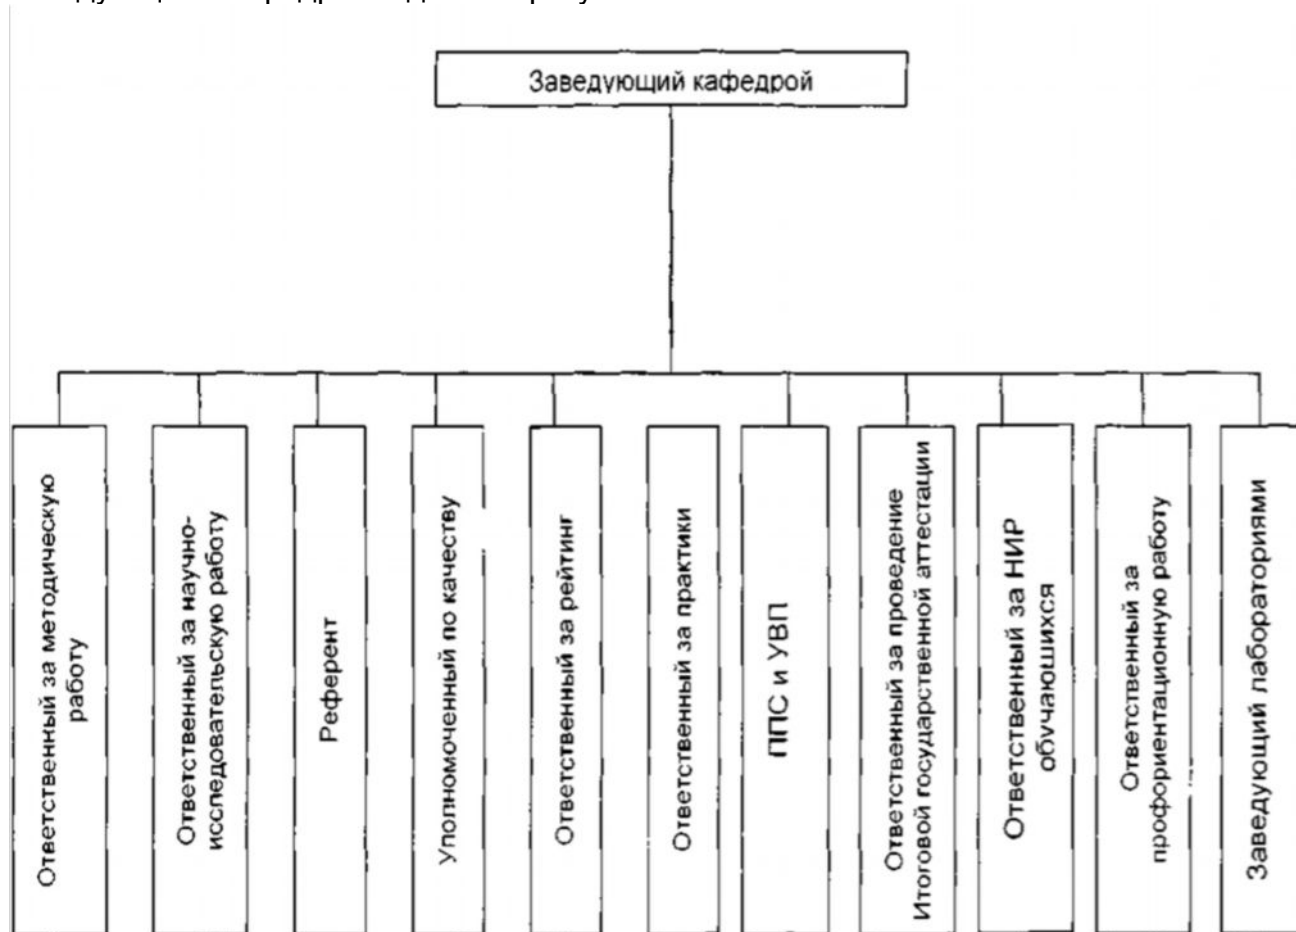 Заведующий кафедрой
Ответственный за методическую
работу
Ответственный за научно-
исследовательскую работу
Референт
Уполномоченный по качеству
Ответственный за рейтинг
Ответственный за практики
ППС и УВП
Ответственный за проведение
Итоговой государственной аттестации
Ответственный за НИР
обучающихся
Ответственный за
профориентационную работу
Заведующий лабораториями